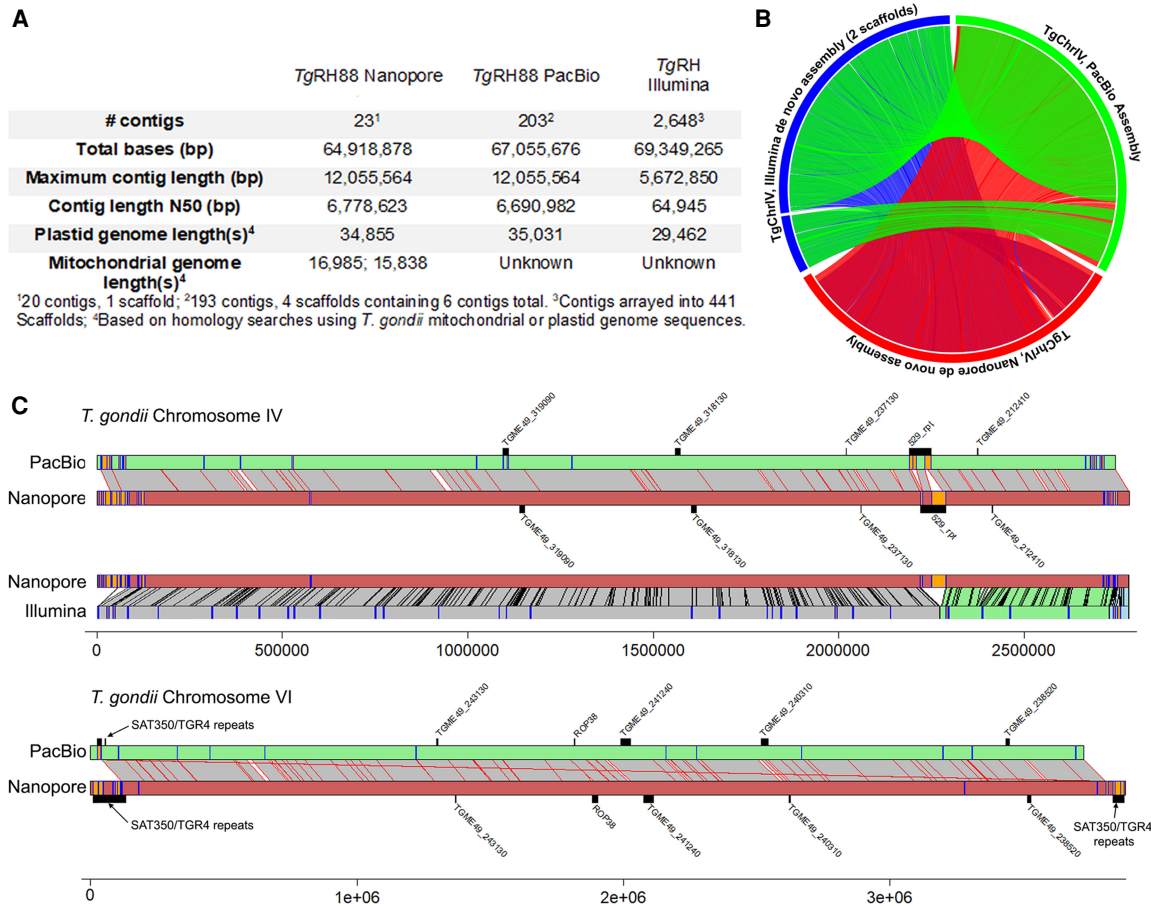 A
TgRH88 Nanopore TgRH88 PacBio TgRH Illumina
# contigs 23¹ 203² 2,648³
Total bases (bp) 64,918,878 67,055,676 69,349,265
Maximum contig length (bp) 12,055,564 12,055,564 5,672,850
Contig length N50 (bp) 6,778,623 6,690,982 64,945
Plastid genome length(s)⁴ 34,855 35,031 29,462
Mitochondrial genome length(s)⁴ 16,985; 15,838 Unknown Unknown
¹20 contigs, 1 scaffold; ²193 contigs, 4 scaffolds containing 6 contigs total. ³Contigs arrayed into 441
Scaffolds; ⁴Based on homology searches using T. gondii mitochondrial or plastid genome sequences.
B
TgChrIV, Illumina de novo assembly (2 scaffolds)
TgChrIV, PacBio Assembly
TgChrIV, Nanopore de novo assembly
C
T. gondii Chromosome IV
TGME49_319090
TGME49_318130
TGME49_237130
529_rpt
TGME49_212410
PacBio
Nanopore
TGME49_319090
TGME49_318130
TGME49_237130
529_rpt
TGME49_212410
Nanopore
Illumina
0 500000 1000000 1500000 2000000 2500000
T. gondii Chromosome VI
SAT350/TGR4 repeats
TGME49_243130
ROP38
TGME49_241240
TGME49_240310
TGME49_238520
PacBio
Nanopore
SAT350/TGR4 repeats
TGME49_243130
ROP38
TGME49_241240
TGME49_240310
TGME49_238520
SAT350/TGR4
repeats
0 1e+06 2e+06 3e+06